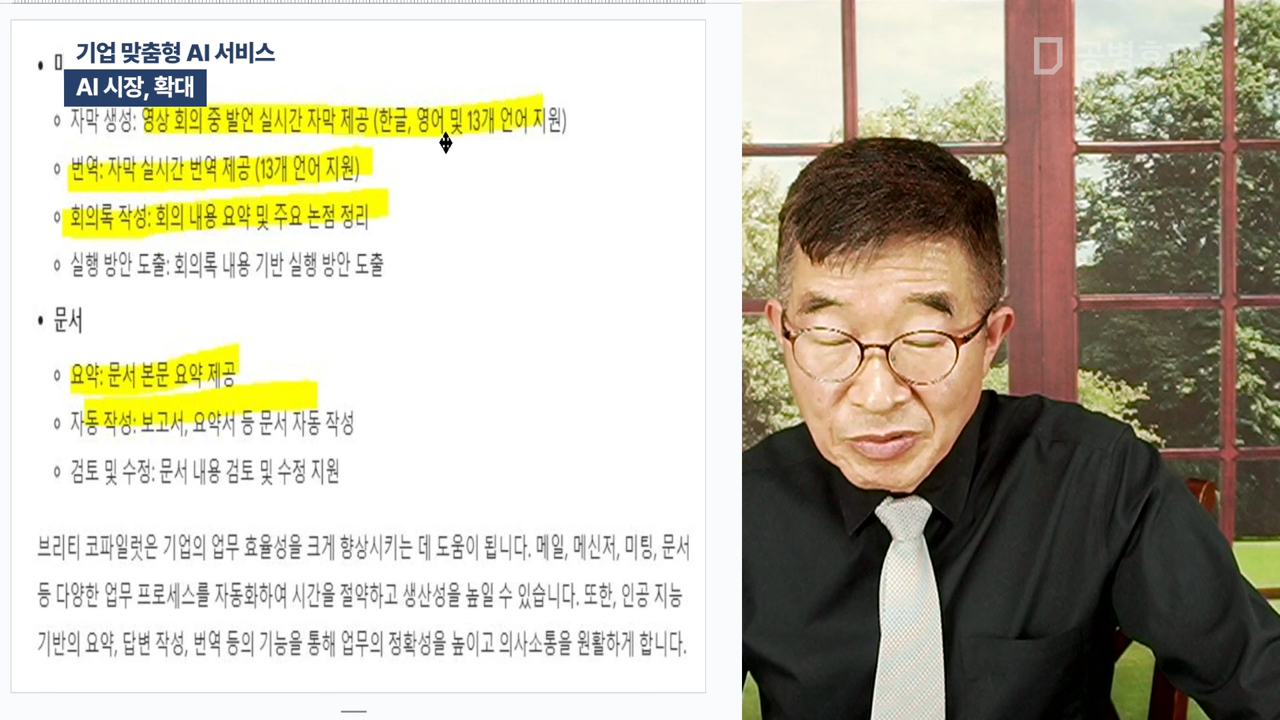 기업 맞춤형 AI 서비스
AI 시장, 확대
자막 생성: 영상 회의 중 발언 실시간 자막 제공 (한글, 영어 및 13개 언어 지원)
번역: 자막 실시간 번역 제공 (13개 언어 지원)
회의록 작성: 회의 내용 요약 및 주요 논점 정리
실행 방안 도출: 회의록 내용 기반 실행 방안 도출
문서
요약: 문서 본문 요약 제공
자동 작성: 보고서, 요약서 등 문서 자동 작성
검토 및 수정: 문서 내용 검토 및 수정 지원
브리티 코파일럿은 기업의 업무 효율성을 크게 향상시키는 데 도움이 됩니다. 메일, 메신저, 미팅, 문서
등 다양한 업무 프로세스를 자동화하여 시간을 절약하고 생산성을 높일 수 있습니다. 또한, 인공 지능
기반의 요약, 답변 작성, 번역 등의 기능을 통해 업무의 정확성을 높이고 의사소통을 원활하게 합니다.
공병호TV